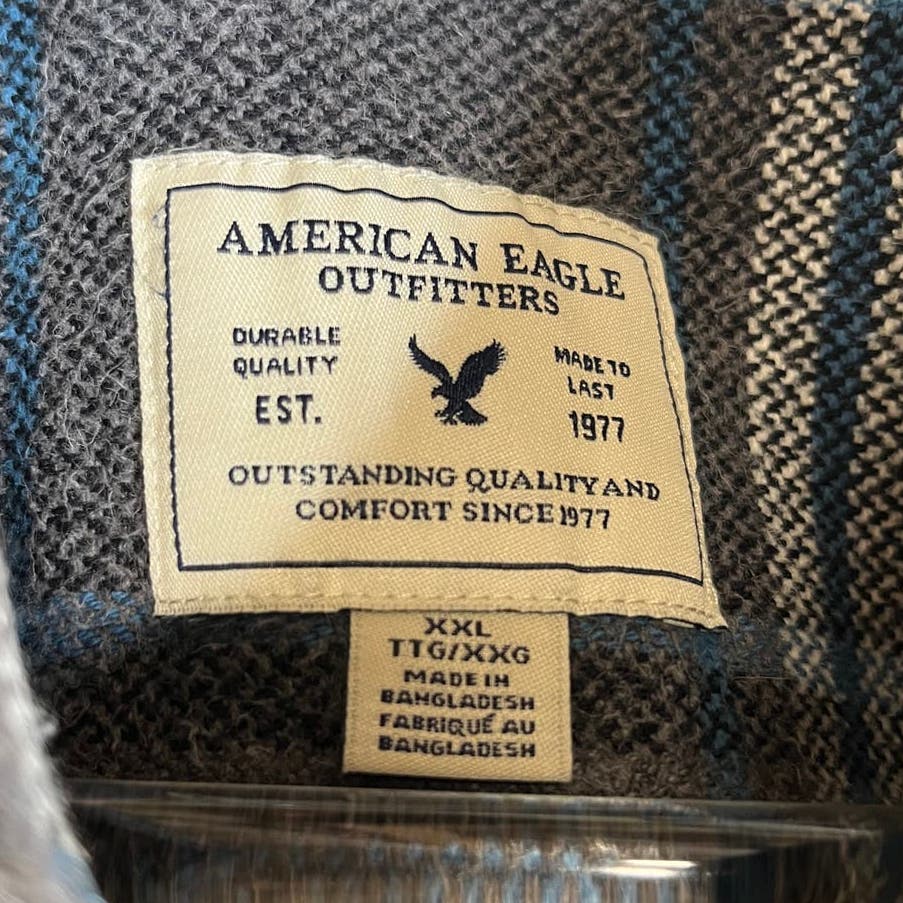 AMERICAN EAGLE
OUTFITTERS
DURABLE
QUALITY
EST.
MADE TO
LAST
1977
OUTSTANDING QUALITY AND
COMFORT SINCE 1977
XXL
TTG/XXG
MADE IN
BANGLADESH
FABRIQUÉ AU
BANGLADESH